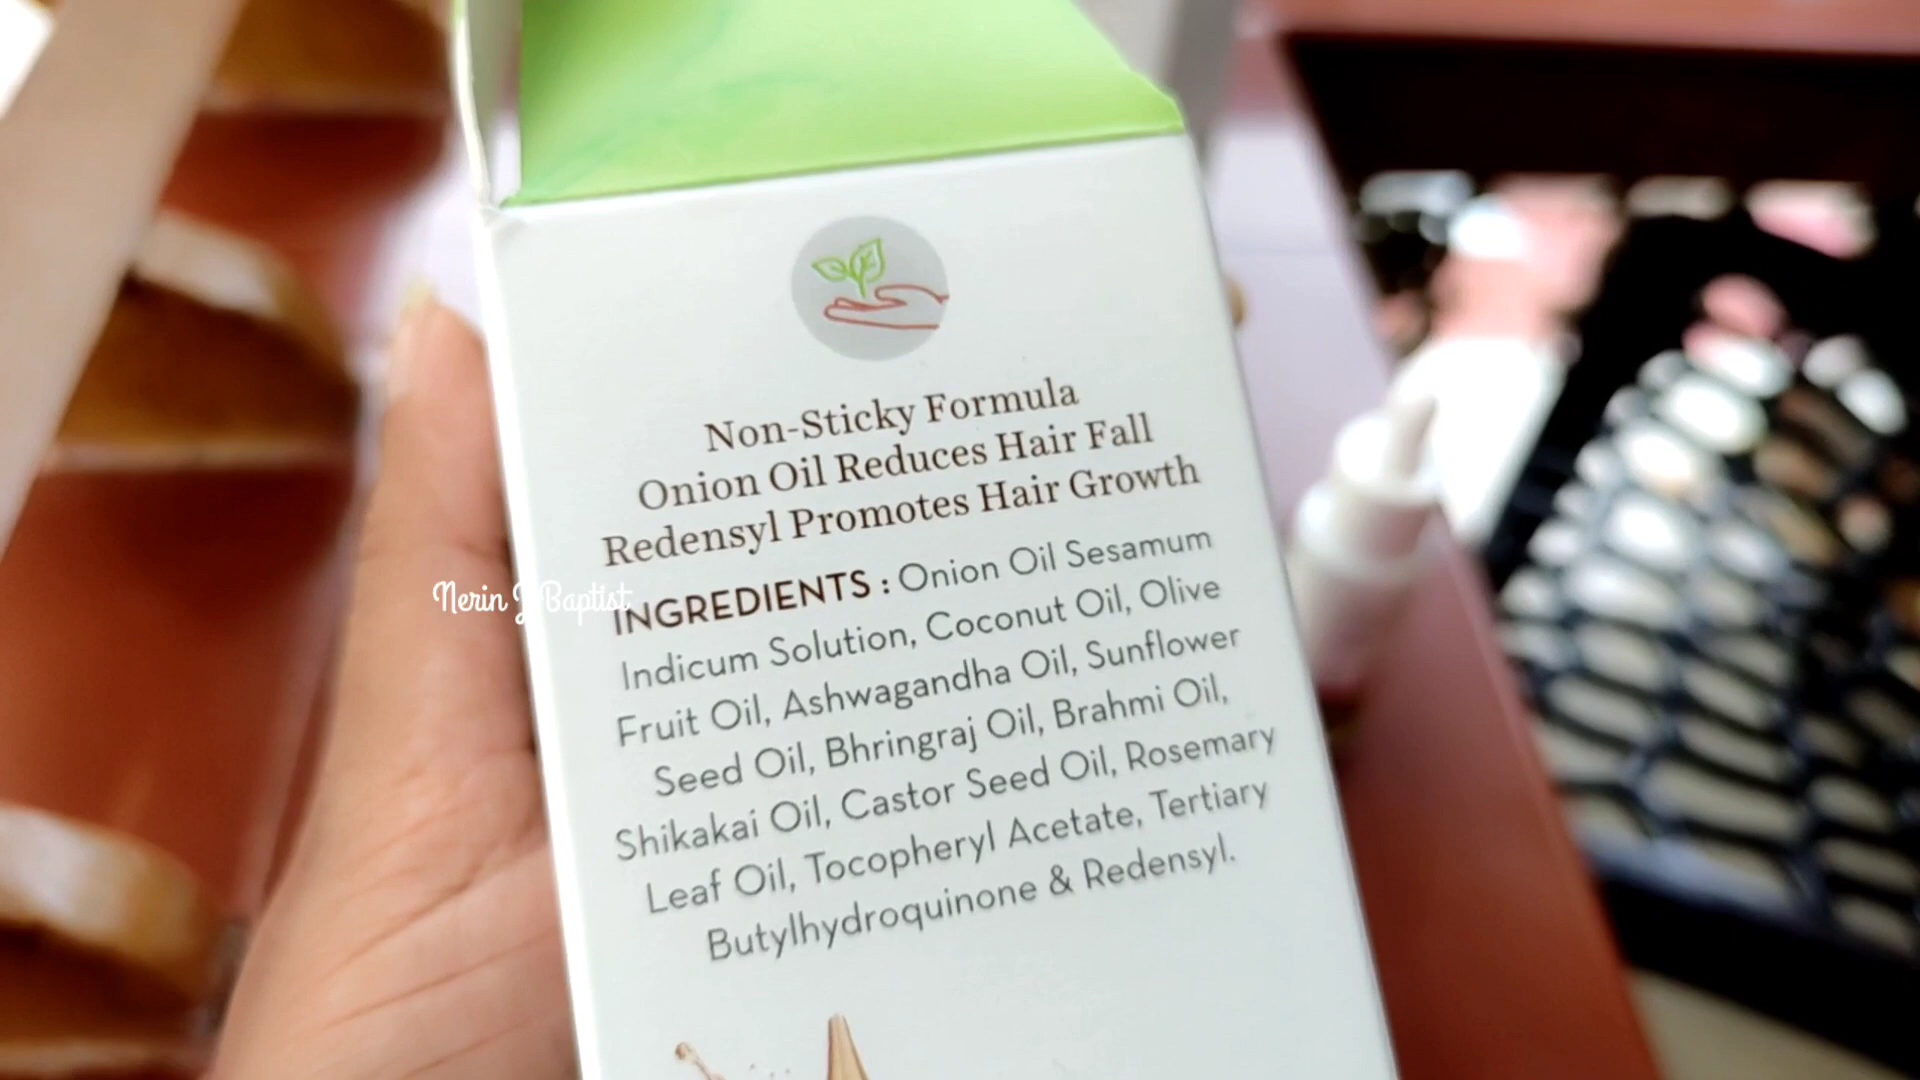 Non-Sticky Formula
Onion Oil Reduces Hair Fall
Redensyl Promotes Hair Growth
INGREDIENTS : Onion Oil Sesamum
Indicum Solution, Coconut Oil, Olive
Fruit Oil, Ashwagandha Oil, Sunflower
Seed Oil, Bhringraj Oil, Brahmi Oil,
Shikakai Oil, Castor Seed Oil, Rosemary
Leaf Oil, Tocopheryl Acetate, Tertiary
Butylhydroquinone & Redensyl.
Nerin J Baptist